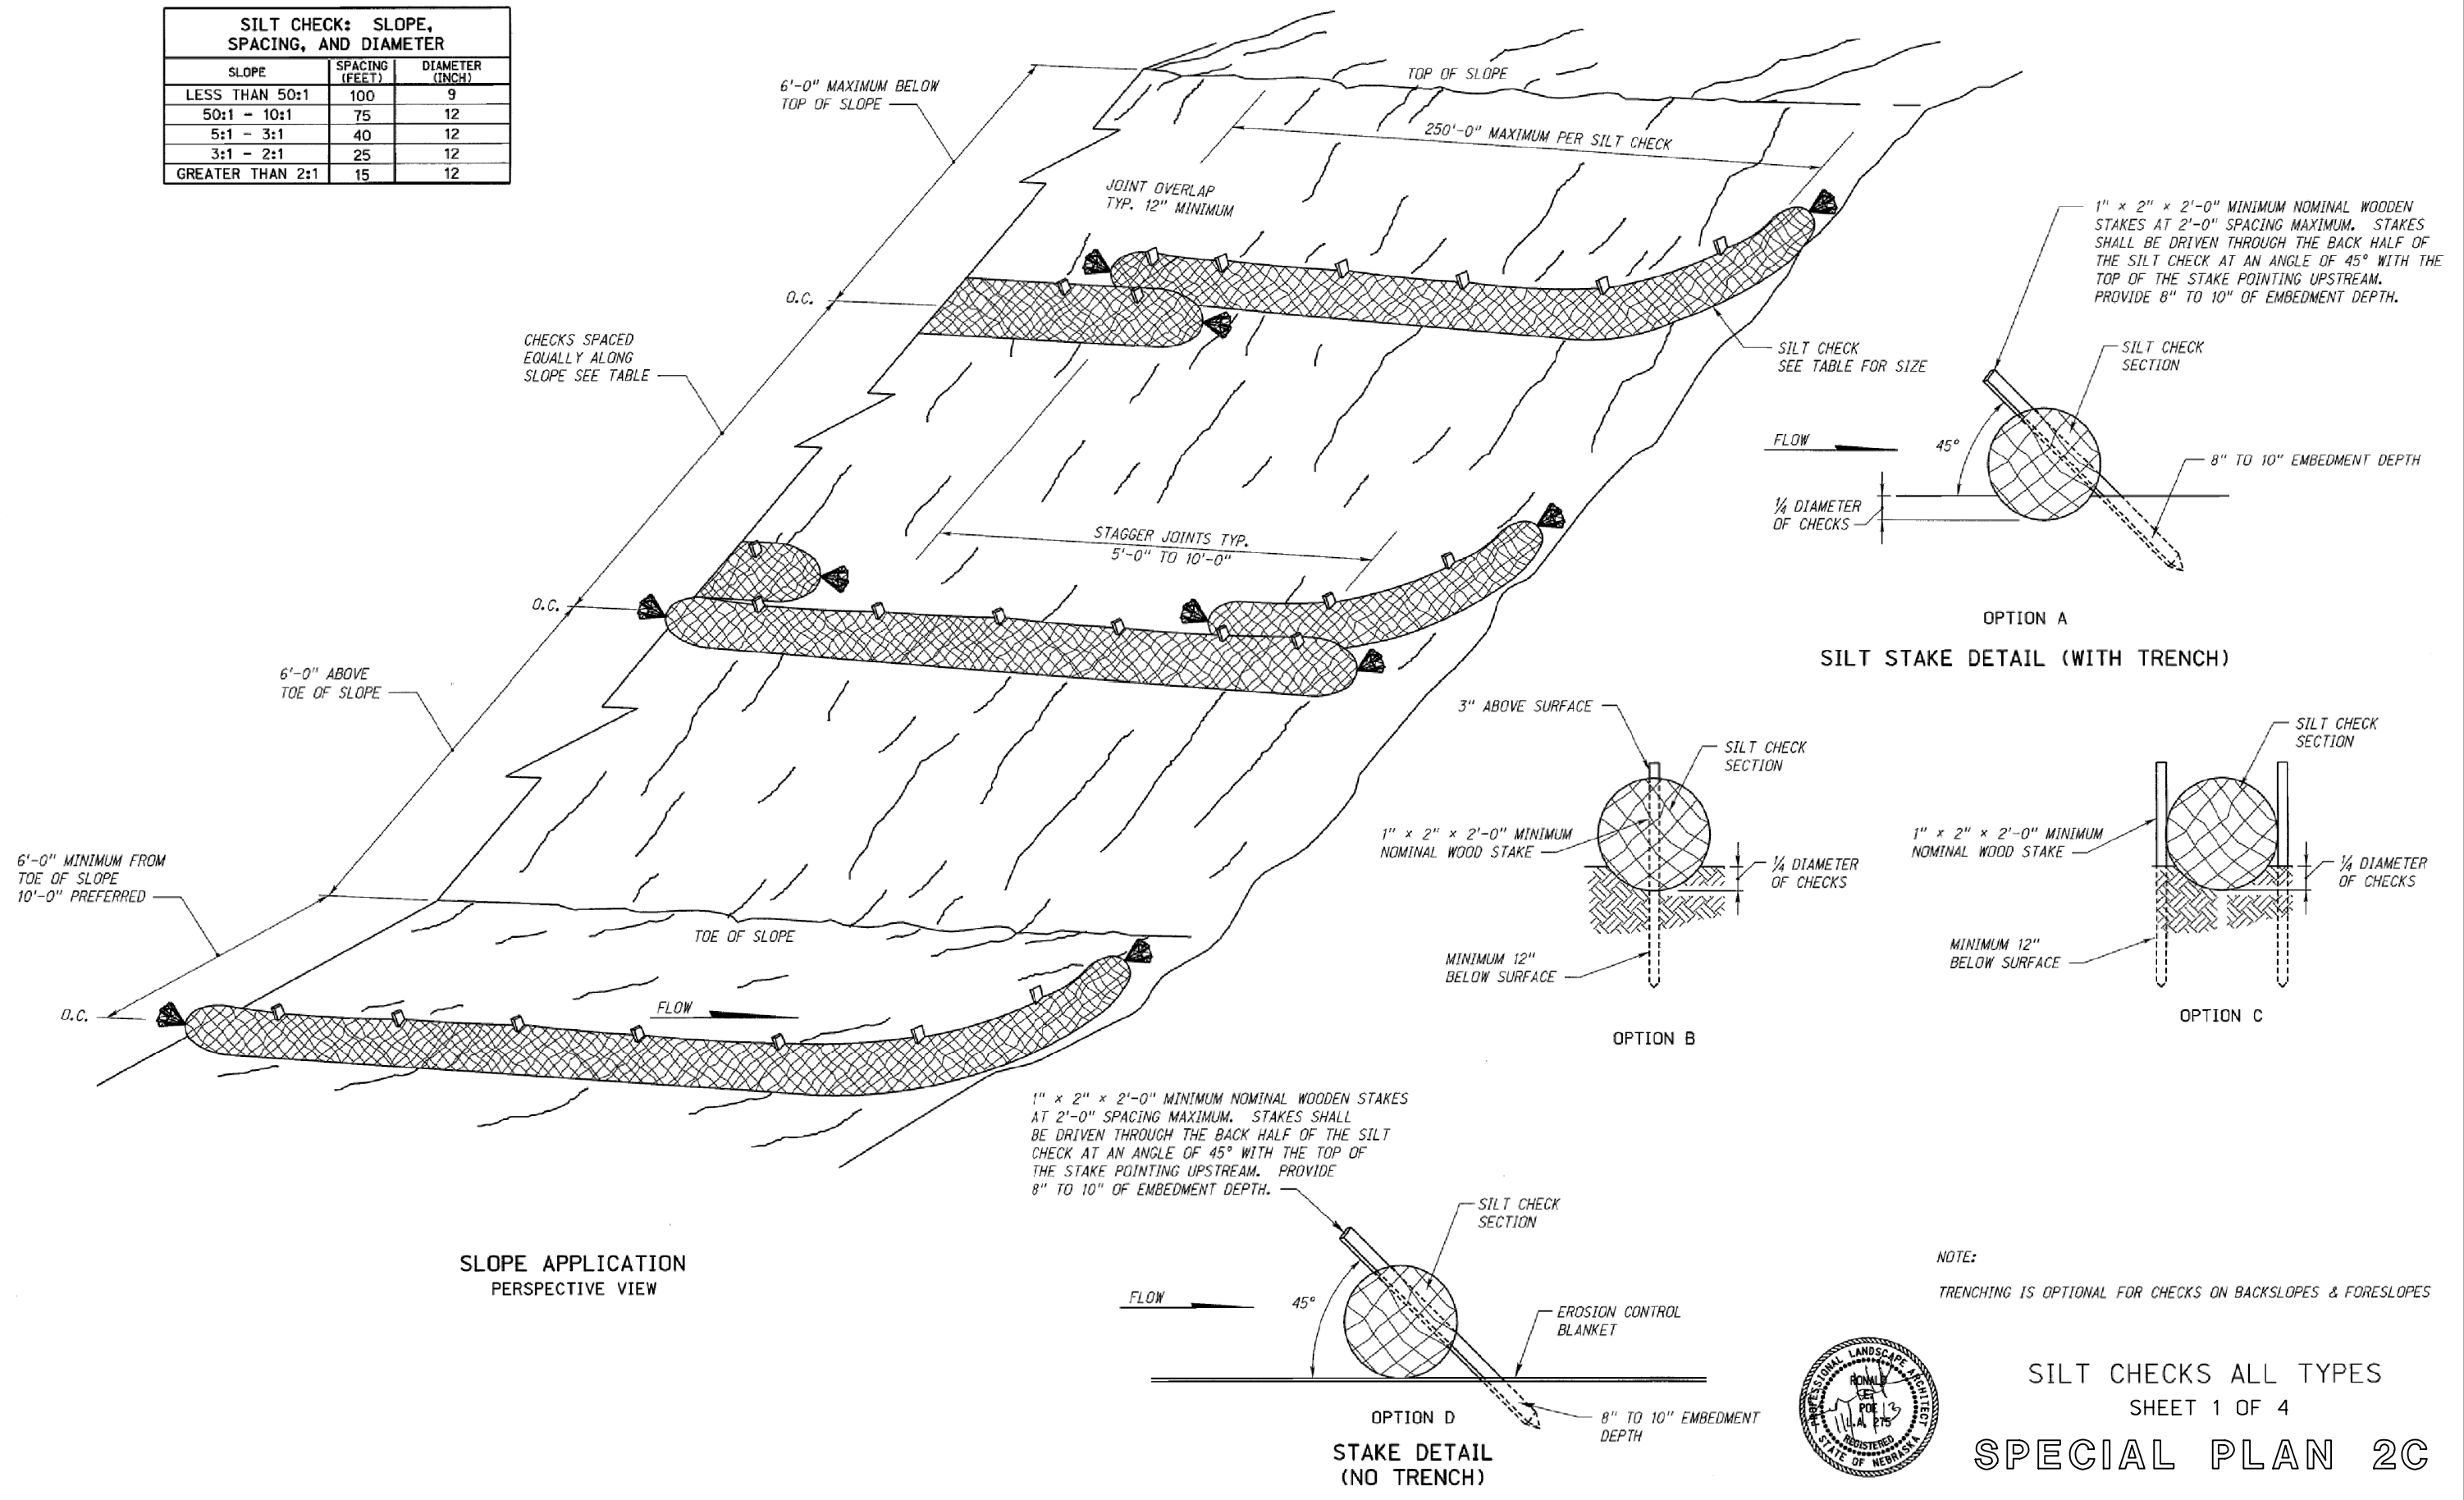 SILT CHECK: SLOPE,
SPACING, AND DIAMETER
SLOPE SPACING (FEET) DIAMETER (INCH)
LESS THAN 50:1 100 9
50:1 - 10:1 75 12
5:1 - 3:1 40 12
3:1 - 2:1 25 12
GREATER THAN 2:1 15 12
6'-0" MAXIMUM BELOW
TOP OF SLOPE
TOP OF SLOPE
250'-0" MAXIMUM PER SILT CHECK
JOINT OVERLAP
TYP. 12" MINIMUM
O.C.
CHECKS SPACED
EQUALLY ALONG
SLOPE SEE TABLE
SILT CHECK
SEE TABLE FOR SIZE
STAGGER JOINTS TYP.
5'-0" TO 10'-0"
O.C.
6'-0" ABOVE
TOE OF SLOPE
6'-0" MINIMUM FROM
TOE OF SLOPE
10'-0" PREFERRED
TOE OF SLOPE
O.C.
FLOW
SLOPE APPLICATION
PERSPECTIVE VIEW
1" × 2" × 2'-0" MINIMUM NOMINAL WOODEN
STAKES AT 2'-0" SPACING MAXIMUM. STAKES
SHALL BE DRIVEN THROUGH THE BACK HALF OF
THE SILT CHECK AT AN ANGLE OF 45° WITH THE
TOP OF THE STAKE POINTING UPSTREAM.
PROVIDE 8" TO 10" OF EMBEDMENT DEPTH.
SILT CHECK
SECTION
FLOW
45°
8" TO 10" EMBEDMENT DEPTH
¼ DIAMETER
OF CHECKS
OPTION A
SILT STAKE DETAIL (WITH TRENCH)
3" ABOVE SURFACE
SILT CHECK
SECTION
1" × 2" × 2'-0" MINIMUM
NOMINAL WOOD STAKE
¼ DIAMETER
OF CHECKS
MINIMUM 12"
BELOW SURFACE
OPTION B
SILT CHECK
SECTION
1" × 2" × 2'-0" MINIMUM
NOMINAL WOOD STAKE
¼ DIAMETER
OF CHECKS
MINIMUM 12"
BELOW SURFACE
OPTION C
1" × 2" × 2'-0" MINIMUM NOMINAL WOODEN STAKES
AT 2'-0" SPACING MAXIMUM. STAKES SHALL
BE DRIVEN THROUGH THE BACK HALF OF THE SILT
CHECK AT AN ANGLE OF 45° WITH THE TOP OF
THE STAKE POINTING UPSTREAM. PROVIDE
8" TO 10" OF EMBEDMENT DEPTH.
SILT CHECK
SECTION
FLOW
45°
EROSION CONTROL
BLANKET
8" TO 10" EMBEDMENT
DEPTH
OPTION D
STAKE DETAIL
(NO TRENCH)
NOTE:
TRENCHING IS OPTIONAL FOR CHECKS ON BACKSLOPES & FORESLOPES
PROFESSIONAL LANDSCAPE ARCHITECT
RONALD
E.
POE
L.A. 275
REGISTERED
STATE OF NEBRASKA
SILT CHECKS ALL TYPES
SHEET 1 OF 4
SPECIAL PLAN 2C